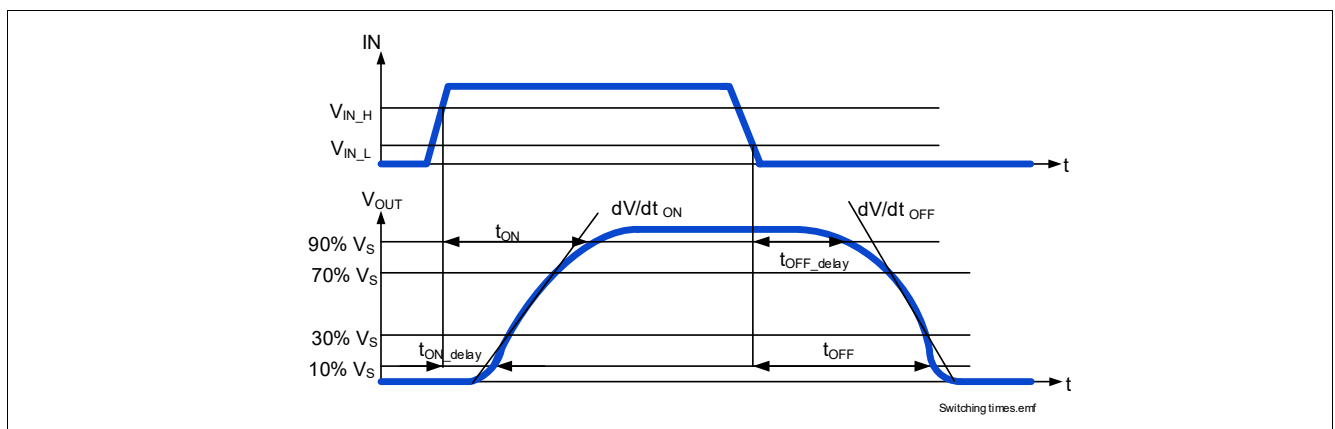 IN
V_IN_H
V_IN_L
t
V_OUT
dV/dt ON
dV/dt OFF
t_ON
90% V_S
t_OFF_delay
70% V_S
30% V_S
t_ON_delay
t_OFF
10% V_S
t
Switching times.emf